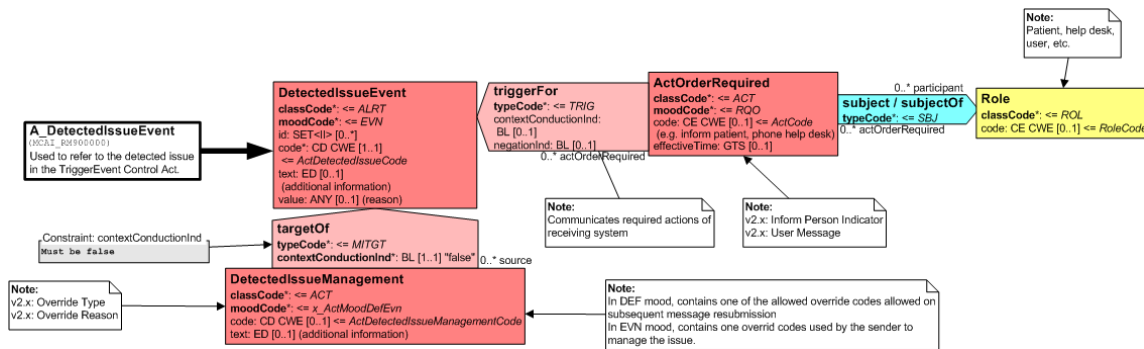 Note:
Patient, help desk,
user, etc.
A_DetectedIssueEvent
(MCAI_RM900000)
Used to refer to the detected issue
in the TriggerEvent Control Act.
DetectedIssueEvent
classCode*: <= ALRT
moodCode*: <= EVN
id: SET<II> [0..*]
code*: CD CWE [1..1]
<= ActDetectedIssueCode
text: ED [0..1]
(additional information)
value: ANY [0..1] (reason)
triggerFor
typeCode*: <= TRIG
contextConductionInd:
BL [0..1]
negationInd: BL [0..1]
0..* actOrderRequired
ActOrderRequired
classCode*: <= ACT
moodCode*: <= RQO
code: CE CWE [0..1] <= ActCode
(e.g. inform patient, phone help desk)
effectiveTime: GTS [0..1]
0..* participant
subject / subjectOf
typeCode*: <= SBJ
0..* actOrderRequired
Role
classCode*: <= ROL
code: CE CWE [0..1] <= RoleCode
Note:
Communicates required actions of
receiving system
Note:
v2.x: Inform Person Indicator
v2.x: User Message
Constraint: contextConductionInd
Must be false
targetOf
typeCode*: <= MITGT
contextConductionInd*: BL [1..1] "false"
0..* source
Note:
v2.x: Override Type
v2.x: Override Reason
DetectedIssueManagement
classCode*: <= ACT
moodCode*: <= x_ActMoodDefEvn
code: CD CWE [0..1] <= ActDetectedIssueManagementCode
text: ED [0..1] (additional information)
Note:
In DEF mood, contains one of the allowed override codes allowed on
subsequent message resubmission
In EVN mood, contains one overrid codes used by the sender to
manage the issue.